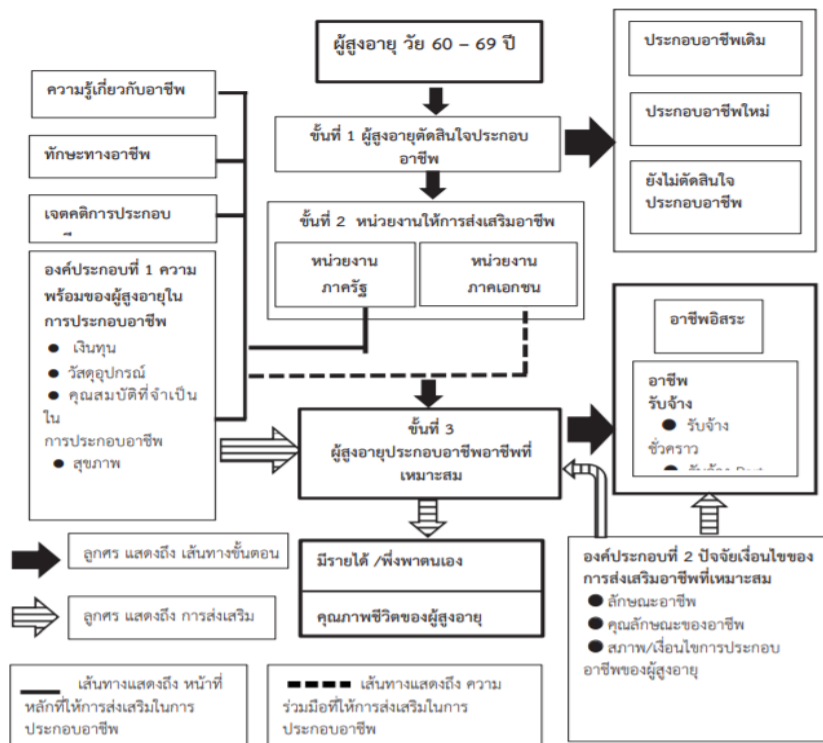 ผู้สูงอายุ วัย 60 – 69 ปี
ประกอบอาชีพเดิม
ประกอบอาชีพใหม่
ยังไม่ตัดสินใจ
ประกอบอาชีพ
ความรู้เกี่ยวกับอาชีพ
ทักษะทางอาชีพ
เจตคติการประกอบ
ขั้นที่ 1 ผู้สูงอายุตัดสินใจประกอบ
อาชีพ
ขั้นที่ 2 หน่วยงานให้การส่งเสริมอาชีพ
หน่วยงาน
ภาครัฐ
หน่วยงาน
ภาคเอกชน
องค์ประกอบที่ 1 ความ
พร้อมของผู้สูงอายุใน
การประกอบอาชีพ
● เงินทุน
● วัสดุอุปกรณ์
● คุณสมบัติที่จำเป็น
ใน
การประกอบอาชีพ
● สุขภาพ
อาชีพอิสระ
อาชีพ
รับจ้าง
● รับจ้าง
ชั่วคราว
ขั้นที่ 3
ผู้สูงอายุประกอบอาชีพอาชีพที่
เหมาะสม
มีรายได้ /พึ่งพาตนเอง
คุณภาพชีวิตของผู้สูงอายุ
องค์ประกอบที่ 2 ปัจจัยเงื่อนไขของ
การส่งเสริมอาชีพที่เหมาะสม
● ลักษณะอาชีพ
● คุณลักษณะของอาชีพ
● สภาพ/เงื่อนไขการประกอบ
อาชีพของผู้สูงอายุ
ลูกศร แสดงถึง เส้นทางขั้นตอน
ลูกศร แสดงถึง การส่งเสริม
เส้นทางแสดงถึง หน้าที่
หลักที่ให้การส่งเสริมในการ
ประกอบอาชีพ
เส้นทางแสดงถึง ความ
ร่วมมือที่ให้การส่งเสริมในการ
ประกอบอาชีพ